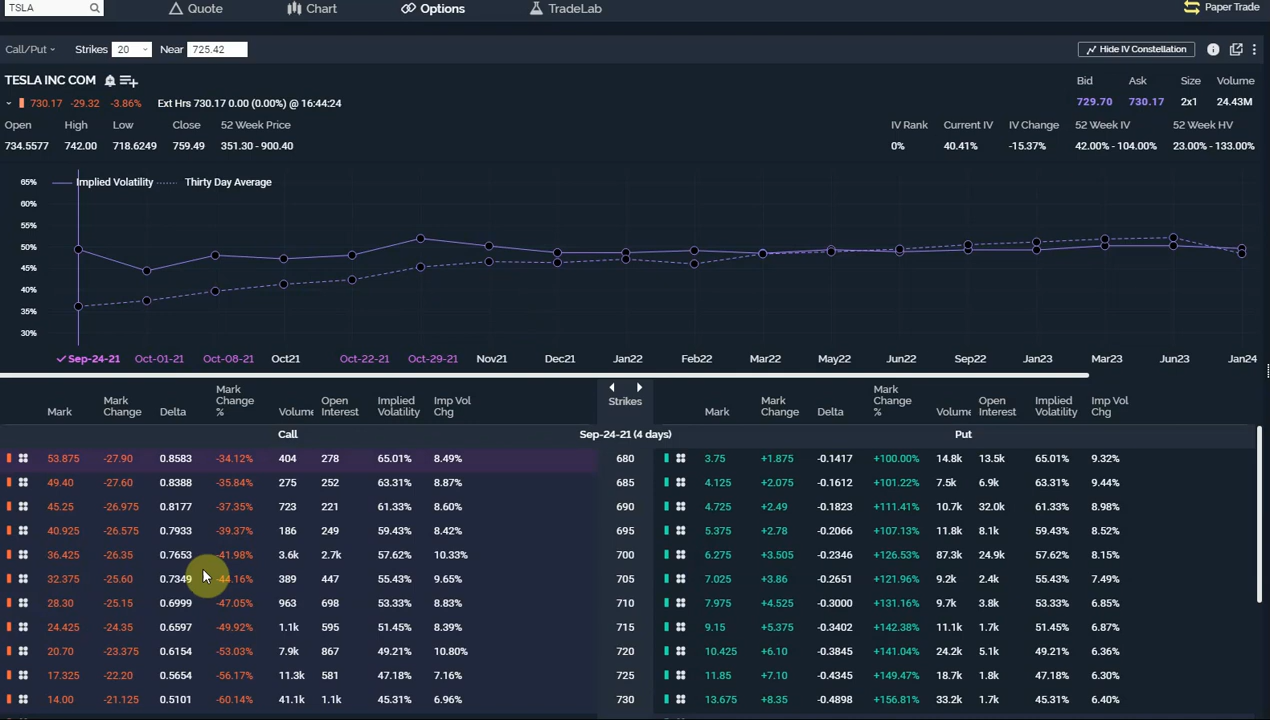 TSLA Quote Chart Options TradeLab Paper Trade
Call/Put Strikes 20 Near 725.42 Hide IV Constellation
TESLA INC COM Bid Ask Size Volume
730.17 -29.32 -3.86% Ext Hrs 730.17 0.00 (0.00%) @ 16:44:24 729.70 730.17 2x1 24.43M
Open High Low Close 52 Week Price IV Rank Current IV IV Change 52 Week IV 52 Week HV
734.5577 742.00 718.6249 759.49 351.30 - 900.40 0% 40.41% -15.37% 42.00% - 104.00% 23.00% - 133.00%
65% Implied Volatility Thirty Day Average
60%
55%
50%
45%
40%
35%
30%
Sep-24-21 Oct-01-21 Oct-08-21 Oct21 Oct-22-21 Oct-29-21 Nov21 Dec21 Jan22 Feb22 Mar22 May22 Jun22 Sep22 Jan23 Mar23 Jun23 Jan24
Mark Mark Change Delta Mark Change % Volume Open Interest Implied Volatility Imp Vol Chg Strikes Mark Mark Change Delta Mark Change % Volume Open Interest Implied Volatility Imp Vol Chg
Call Sep-24-21 (4 days) Put
53.875 -27.90 0.8583 -34.12% 404 278 65.01% 8.49% 680 3.75 +1.875 -0.1417 +100.00% 14.8k 13.5k 65.01% 9.32%
49.40 -27.60 0.8388 -35.84% 275 252 63.31% 8.87% 685 4.125 +2.075 -0.1612 +101.22% 7.5k 6.9k 63.31% 9.44%
45.25 -26.975 0.8177 -37.35% 723 221 61.33% 8.60% 690 4.725 +2.49 -0.1823 +111.41% 10.7k 32.0k 61.33% 8.98%
40.925 -26.575 0.7933 -39.37% 186 249 59.43% 8.42% 695 5.375 +2.78 -0.2066 +107.13% 11.8k 8.1k 59.43% 8.52%
36.425 -26.35 0.7653 -41.98% 3.6k 2.7k 57.62% 10.33% 700 6.275 +3.505 -0.2346 +126.53% 87.3k 24.9k 57.62% 8.15%
32.375 -25.60 0.7349 -44.16% 389 447 55.43% 9.65% 705 7.025 +3.86 -0.2651 +121.96% 9.2k 2.4k 55.43% 7.49%
28.30 -25.15 0.6999 -47.05% 963 698 53.33% 8.83% 710 7.975 +4.525 -0.3000 +131.16% 9.7k 3.8k 53.33% 6.85%
24.425 -24.35 0.6597 -49.92% 1.1k 595 51.45% 8.39% 715 9.15 +5.375 -0.3402 +142.38% 11.1k 1.7k 51.45% 6.87%
20.70 -23.375 0.6154 -53.03% 7.9k 867 49.21% 10.80% 720 10.425 +6.10 -0.3845 +141.04% 24.2k 5.1k 49.21% 6.36%
17.325 -22.20 0.5654 -56.17% 11.3k 581 47.18% 7.16% 725 11.85 +7.10 -0.4345 +149.47% 18.7k 1.8k 47.18% 6.30%
14.00 -21.125 0.5101 -60.14% 41.1k 1.1k 45.31% 6.96% 730 13.675 +8.35 -0.4898 +156.81% 33.2k 1.7k 45.31% 6.40%